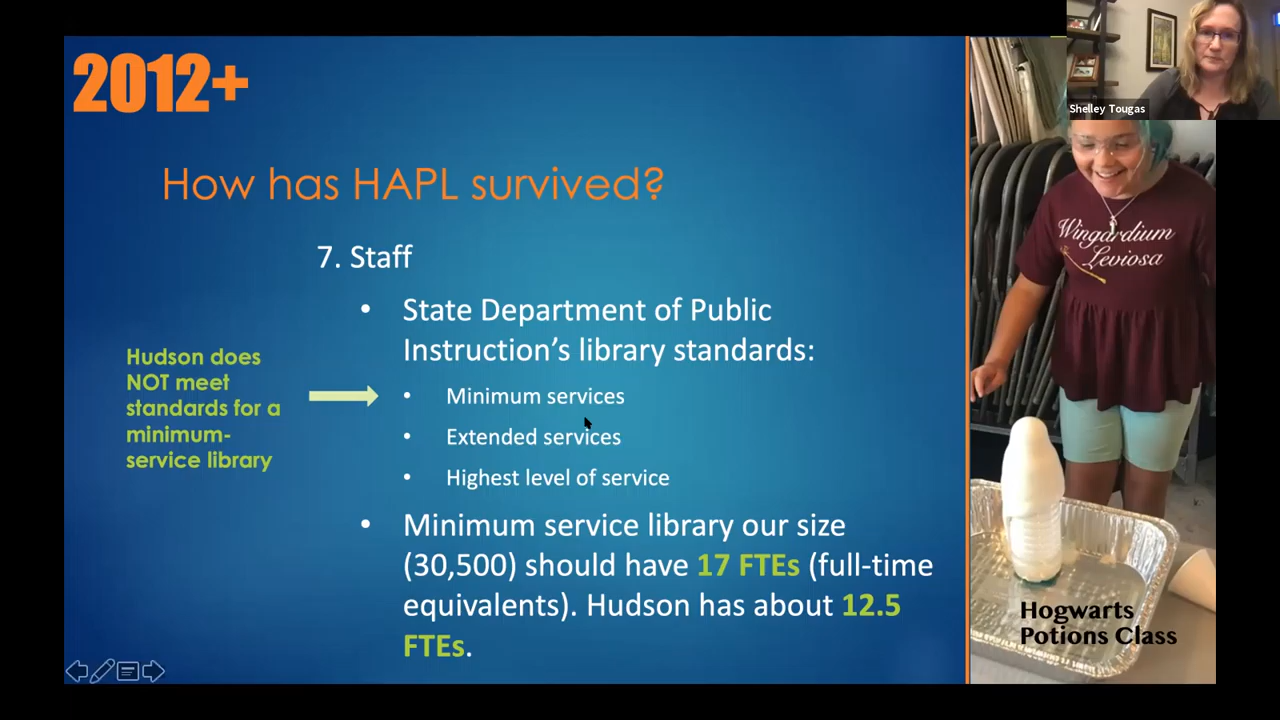 2012+
How has HAPL survived?
7. Staff
• State Department of Public
Instruction’s library standards:
Hudson does
NOT meet
standards for a
minimum-
service library
• Minimum services
• Extended services
• Highest level of service
• Minimum service library our size
(30,500) should have 17 FTEs (full-time
equivalents). Hudson has about 12.5
FTEs.
Shelley Tougas
Wingardium
Leviosa
Hogwarts
Potions Class